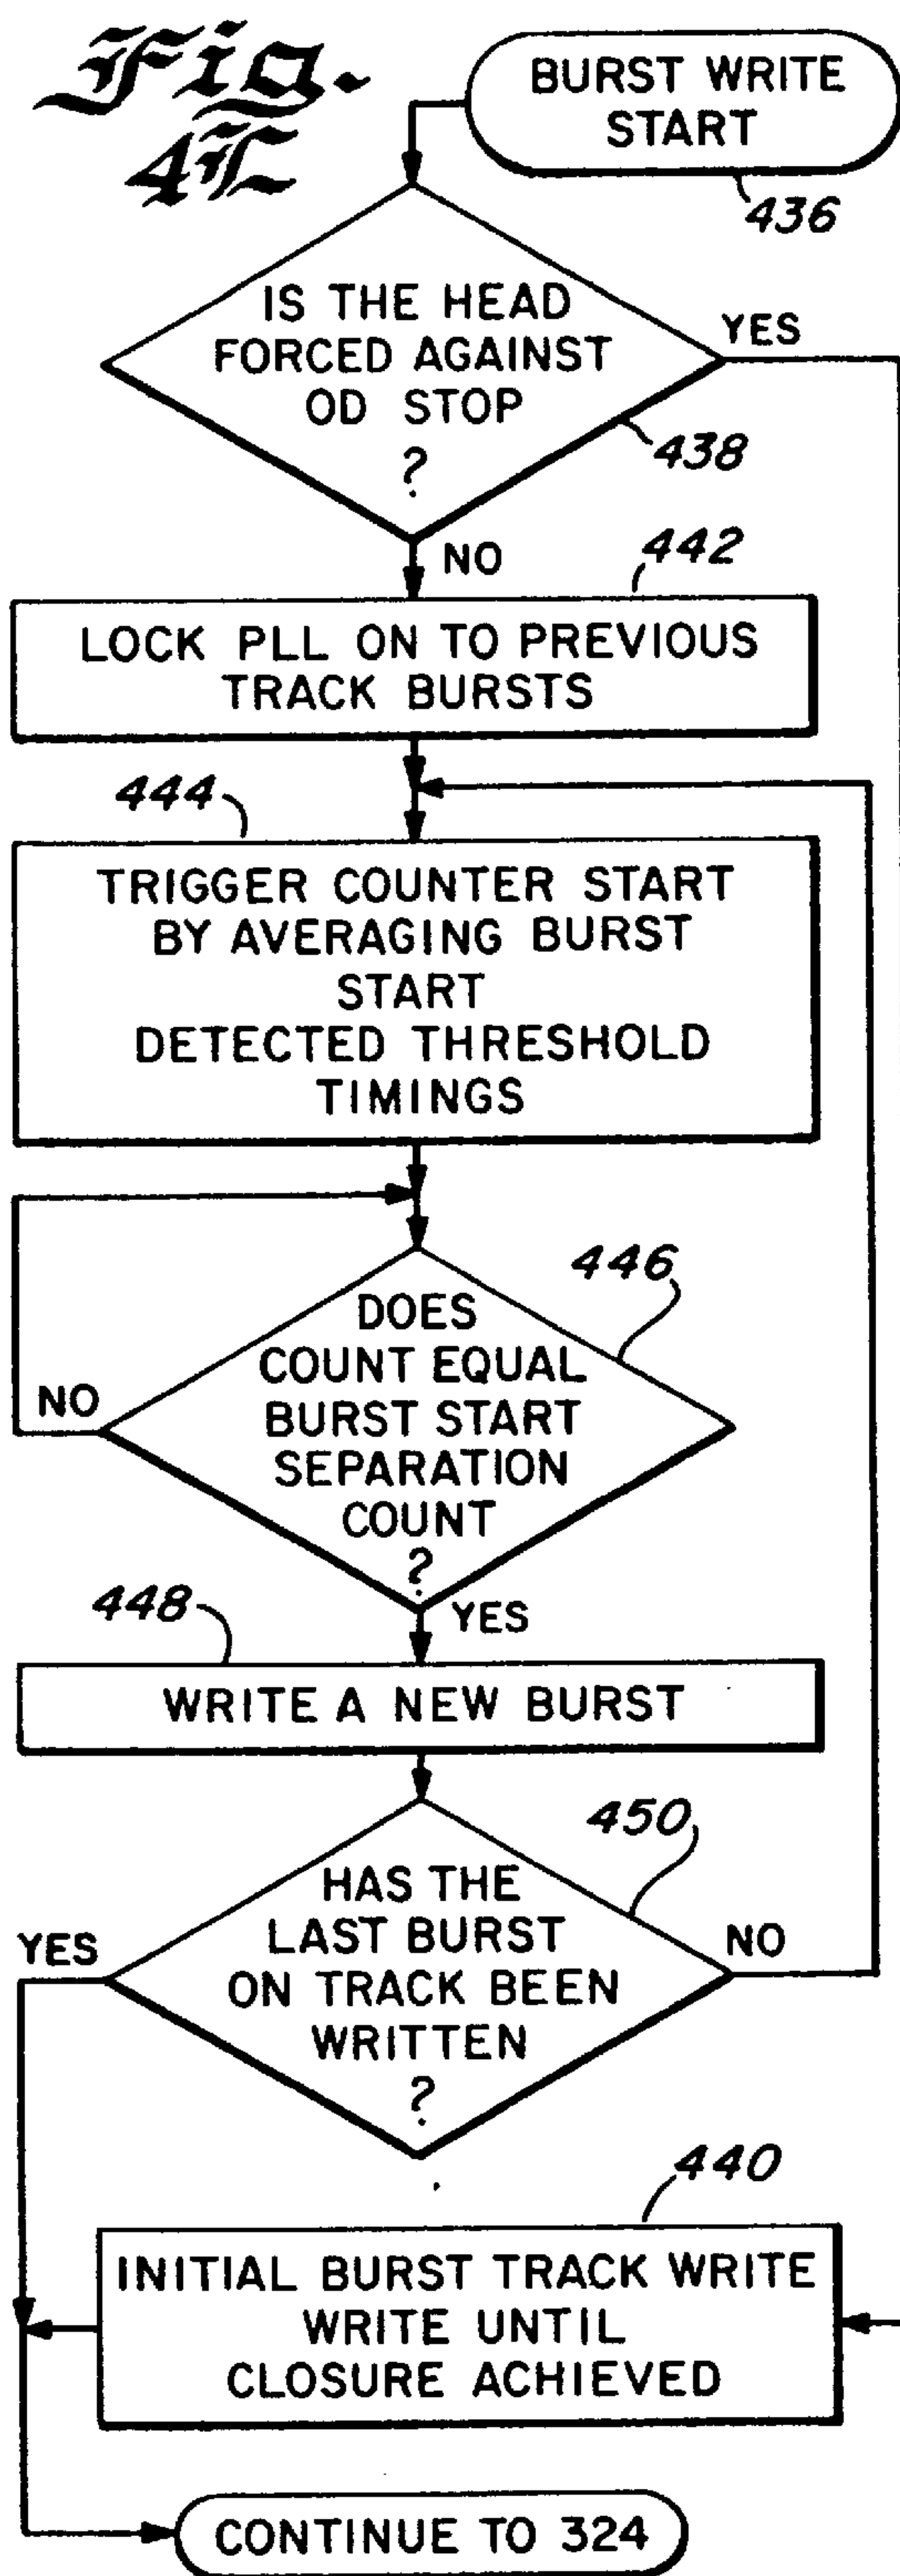 Fig.
4L
BURST WRITE
START
436
IS THE HEAD
FORCED AGAINST
OD STOP
?
YES
438
NO
442
LOCK PLL ON TO PREVIOUS
TRACK BURSTS
444
TRIGGER COUNTER START
BY AVERAGING BURST
START
DETECTED THRESHOLD
TIMINGS
446
DOES
COUNT EQUAL
BURST START
SEPARATION
COUNT
?
NO
YES
448
WRITE A NEW BURST
450
HAS THE
LAST BURST
ON TRACK BEEN
WRITTEN
?
YES
NO
440
INITIAL BURST TRACK WRITE
WRITE UNTIL
CLOSURE ACHIEVED
CONTINUE TO 324